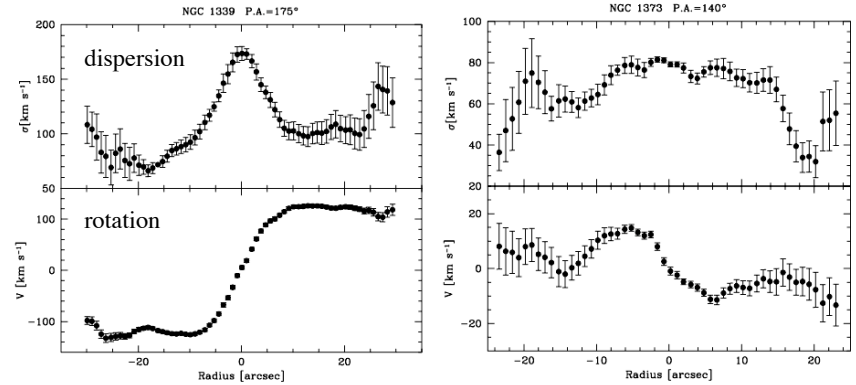 NGC 1339 P.A.=175°
200
150
100
50
σ[km s⁻¹]
dispersion
100
0
-100
V [km s⁻¹]
rotation
-20 0 20
Radius [arcsec]
NGC 1373 P.A.=140°
100
80
60
40
20
σ[km s⁻¹]
20
0
-20
V [km s⁻¹]
-20 -10 0 10 20
Radius [arcsec]